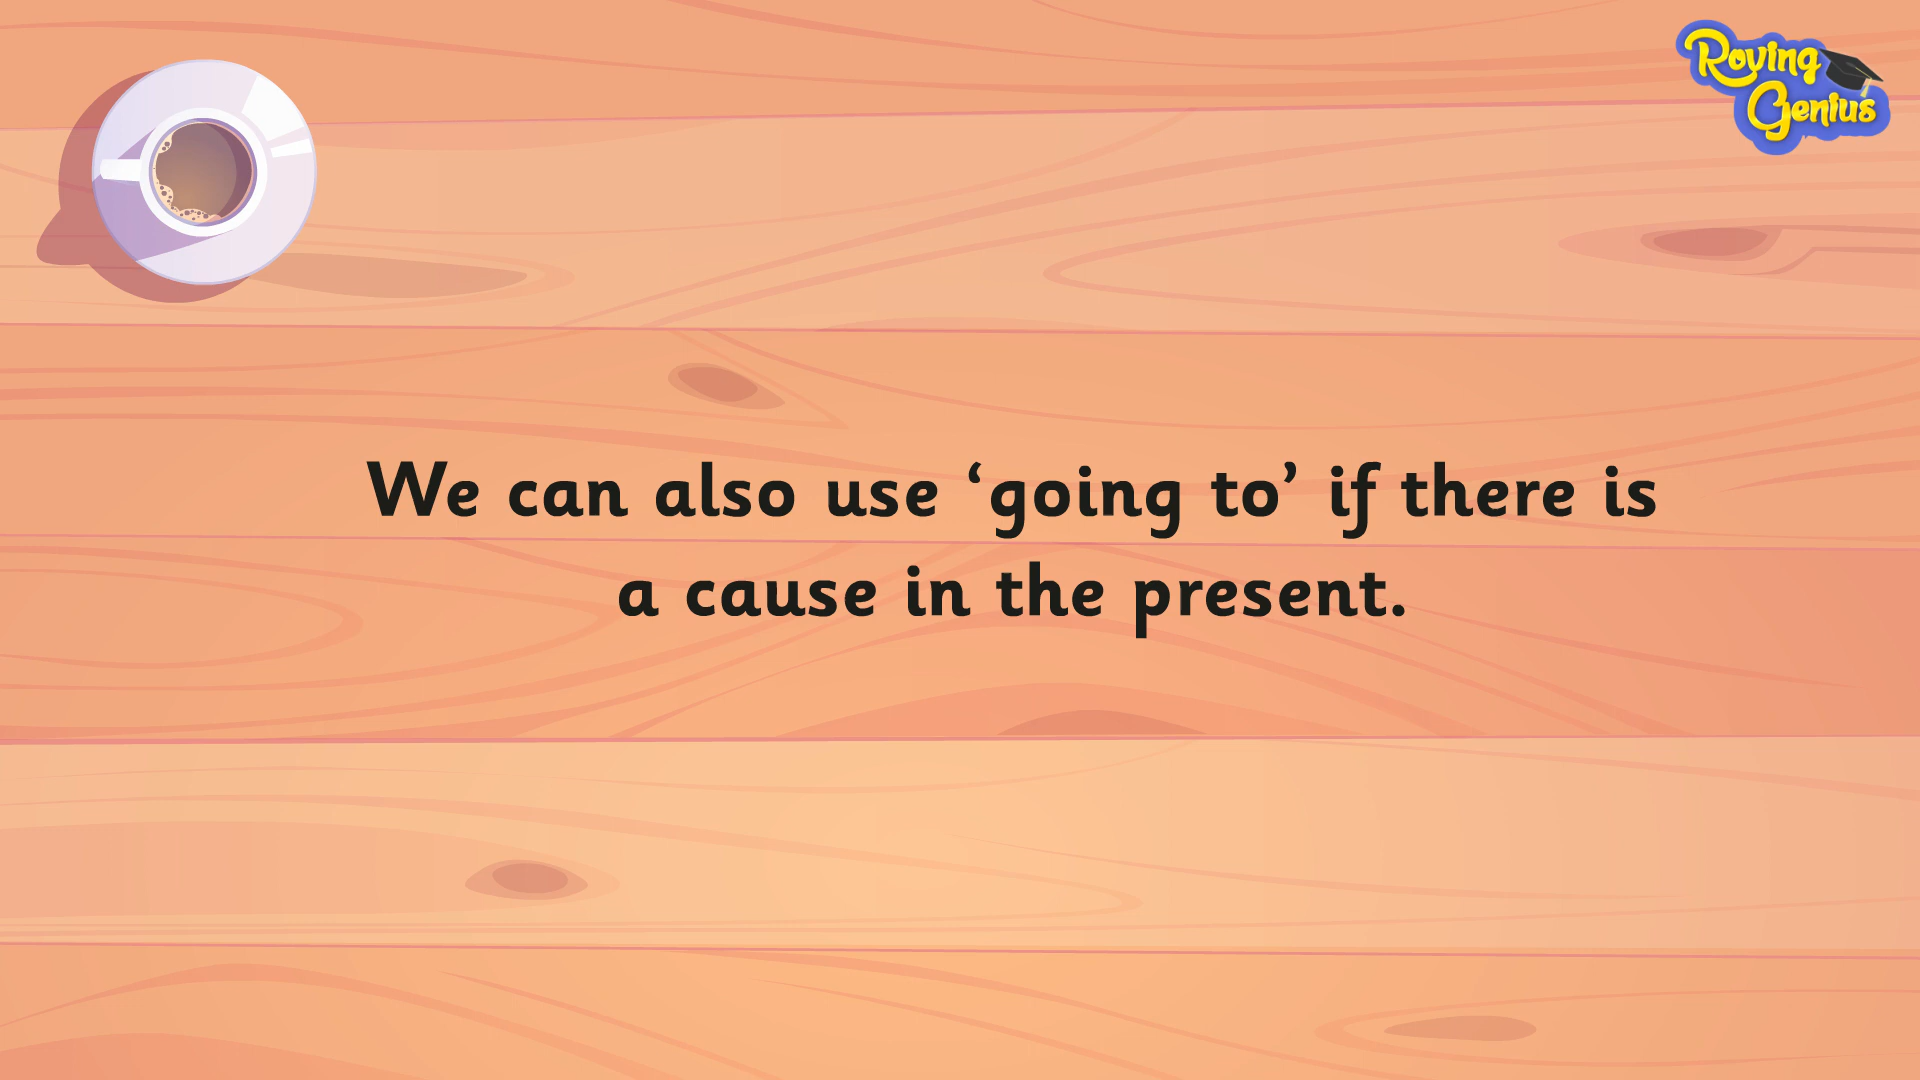 Roving
Genius
We can also use ‘going to’ if there is
a cause in the present.